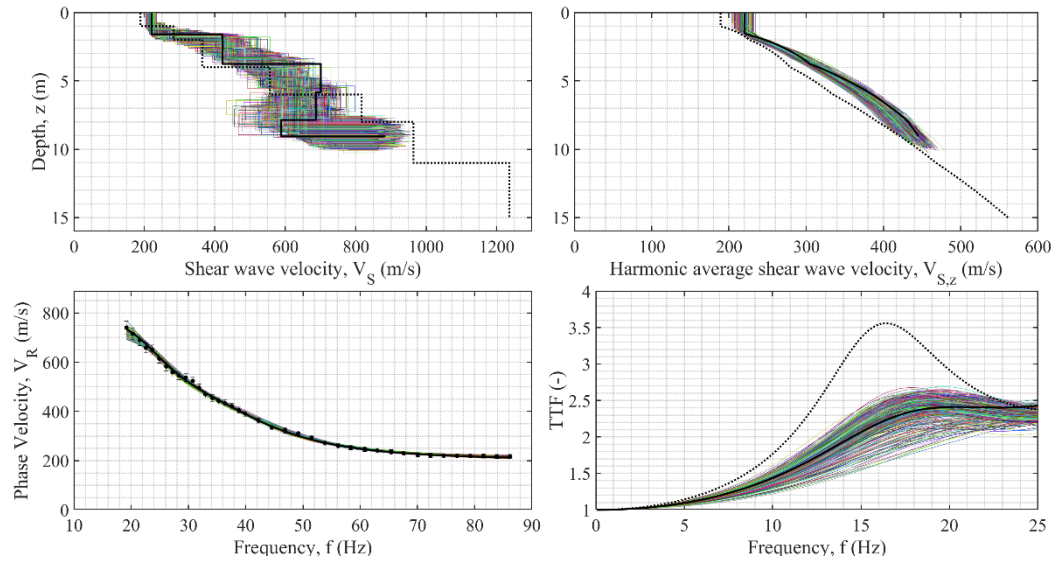 0
5
10
15
Depth, z (m)
0 200 400 600 800 1000 1200
Shear wave velocity, V_S (m/s)
0
5
10
15
0 100 200 300 400 500 600
Harmonic average shear wave velocity, V_S,z (m/s)
800
600
400
200
0
Phase Velocity, V_R (m/s)
10 20 30 40 50 60 70 80 90
Frequency, f (Hz)
4
3.5
3
2.5
2
1.5
1
TTF (-)
0 5 10 15 20 25
Frequency, f (Hz)